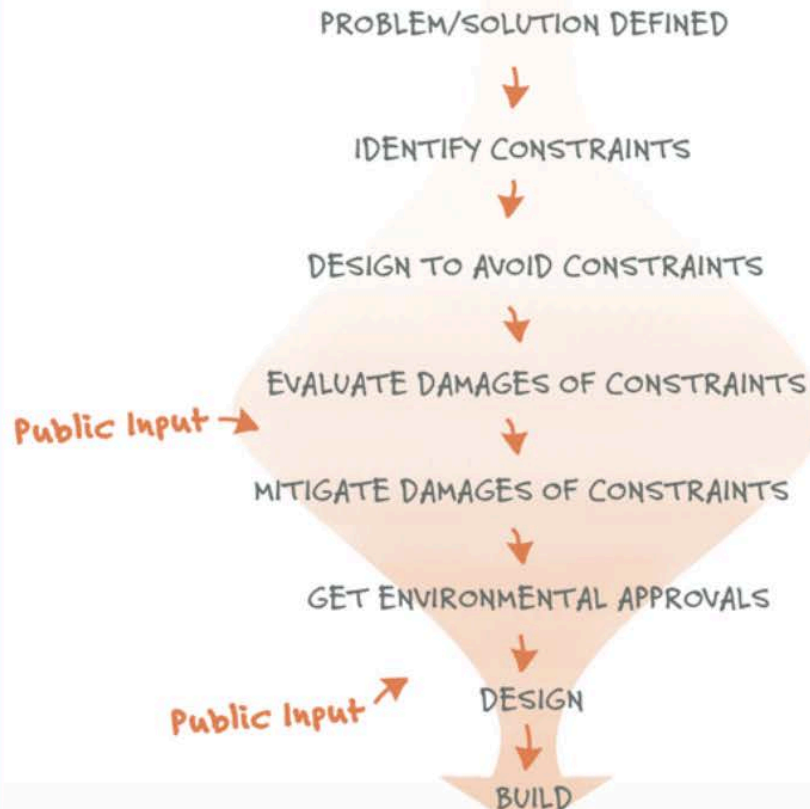 PROBLEM/SOLUTION DEFINED
IDENTIFY CONSTRAINTS
DESIGN TO AVOID CONSTRAINTS
EVALUATE DAMAGES OF CONSTRAINTS
Public Input
MITIGATE DAMAGES OF CONSTRAINTS
GET ENVIRONMENTAL APPROVALS
DESIGN
Public Input
BUILD